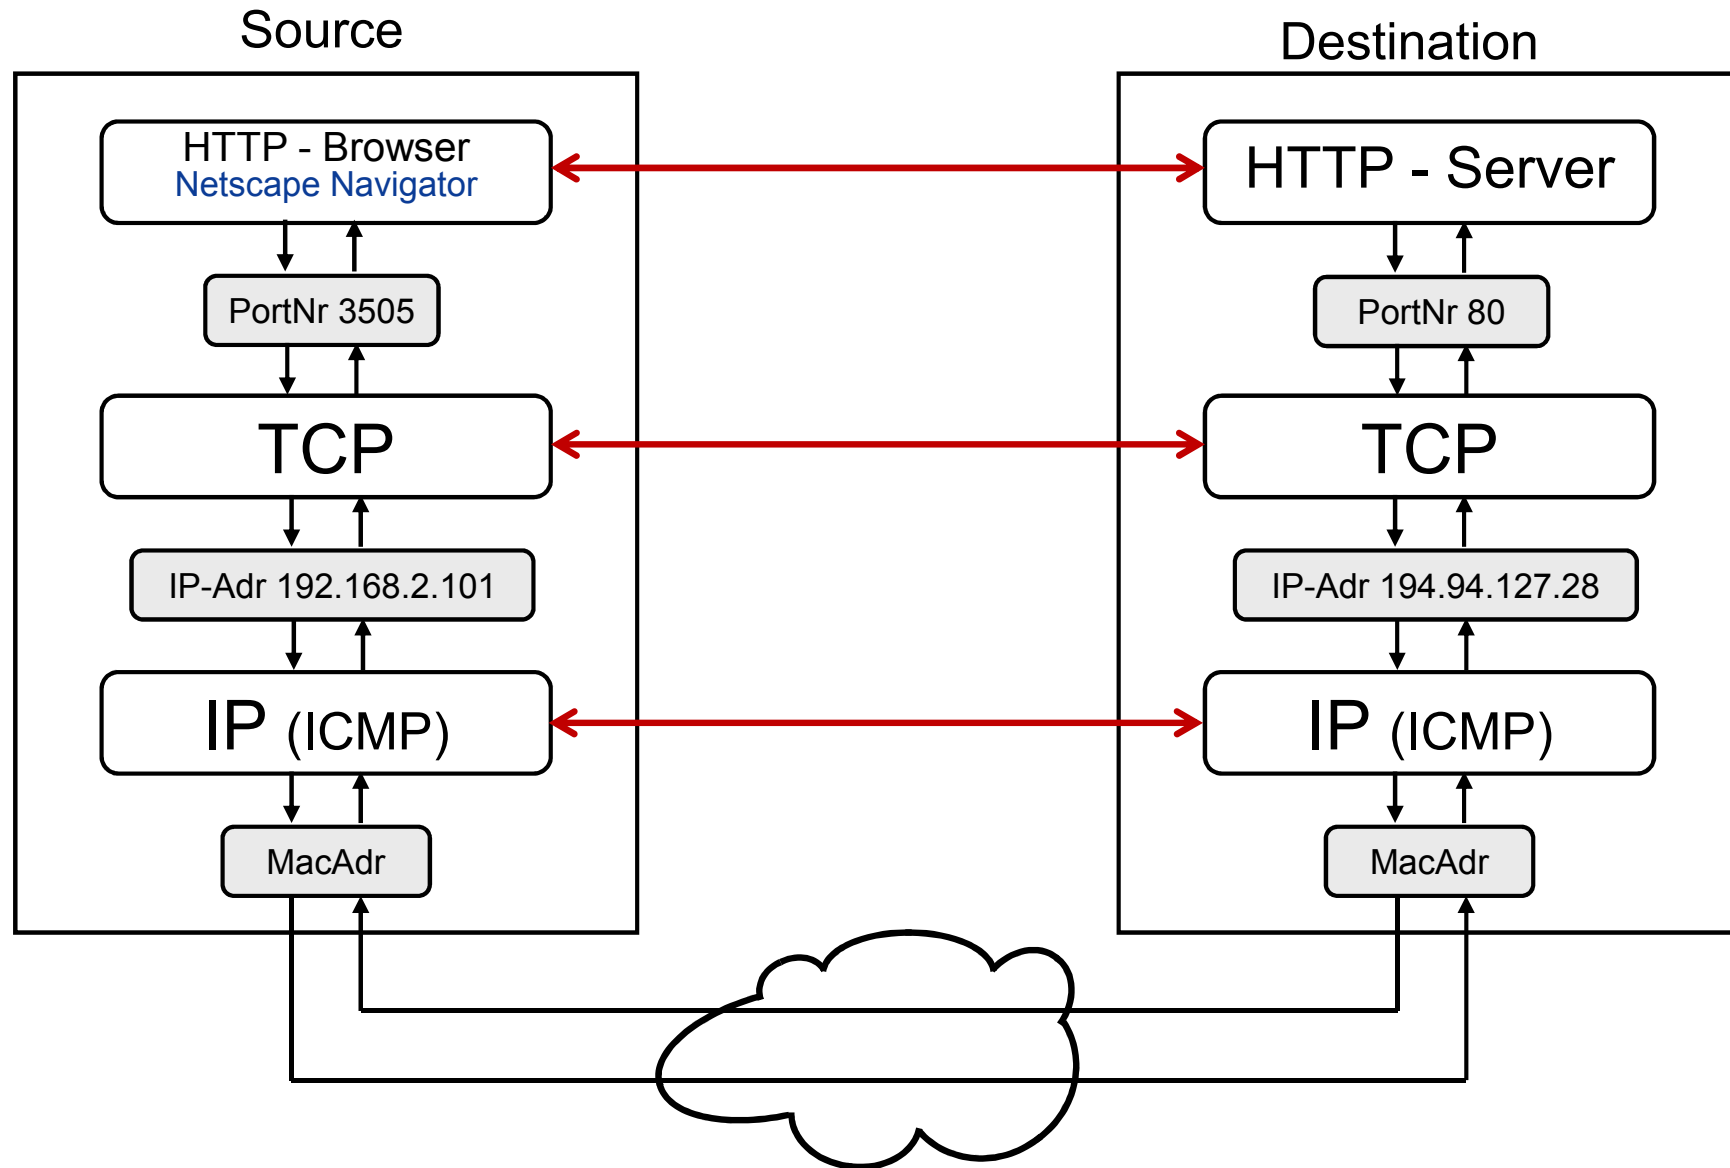 Source
HTTP - Browser
Netscape Navigator
PortNr 3505
TCP
IP-Adr 192.168.2.101
IP (ICMP)
MacAdr
Destination
HTTP - Server
PortNr 80
TCP
IP-Adr 194.94.127.28
IP (ICMP)
MacAdr